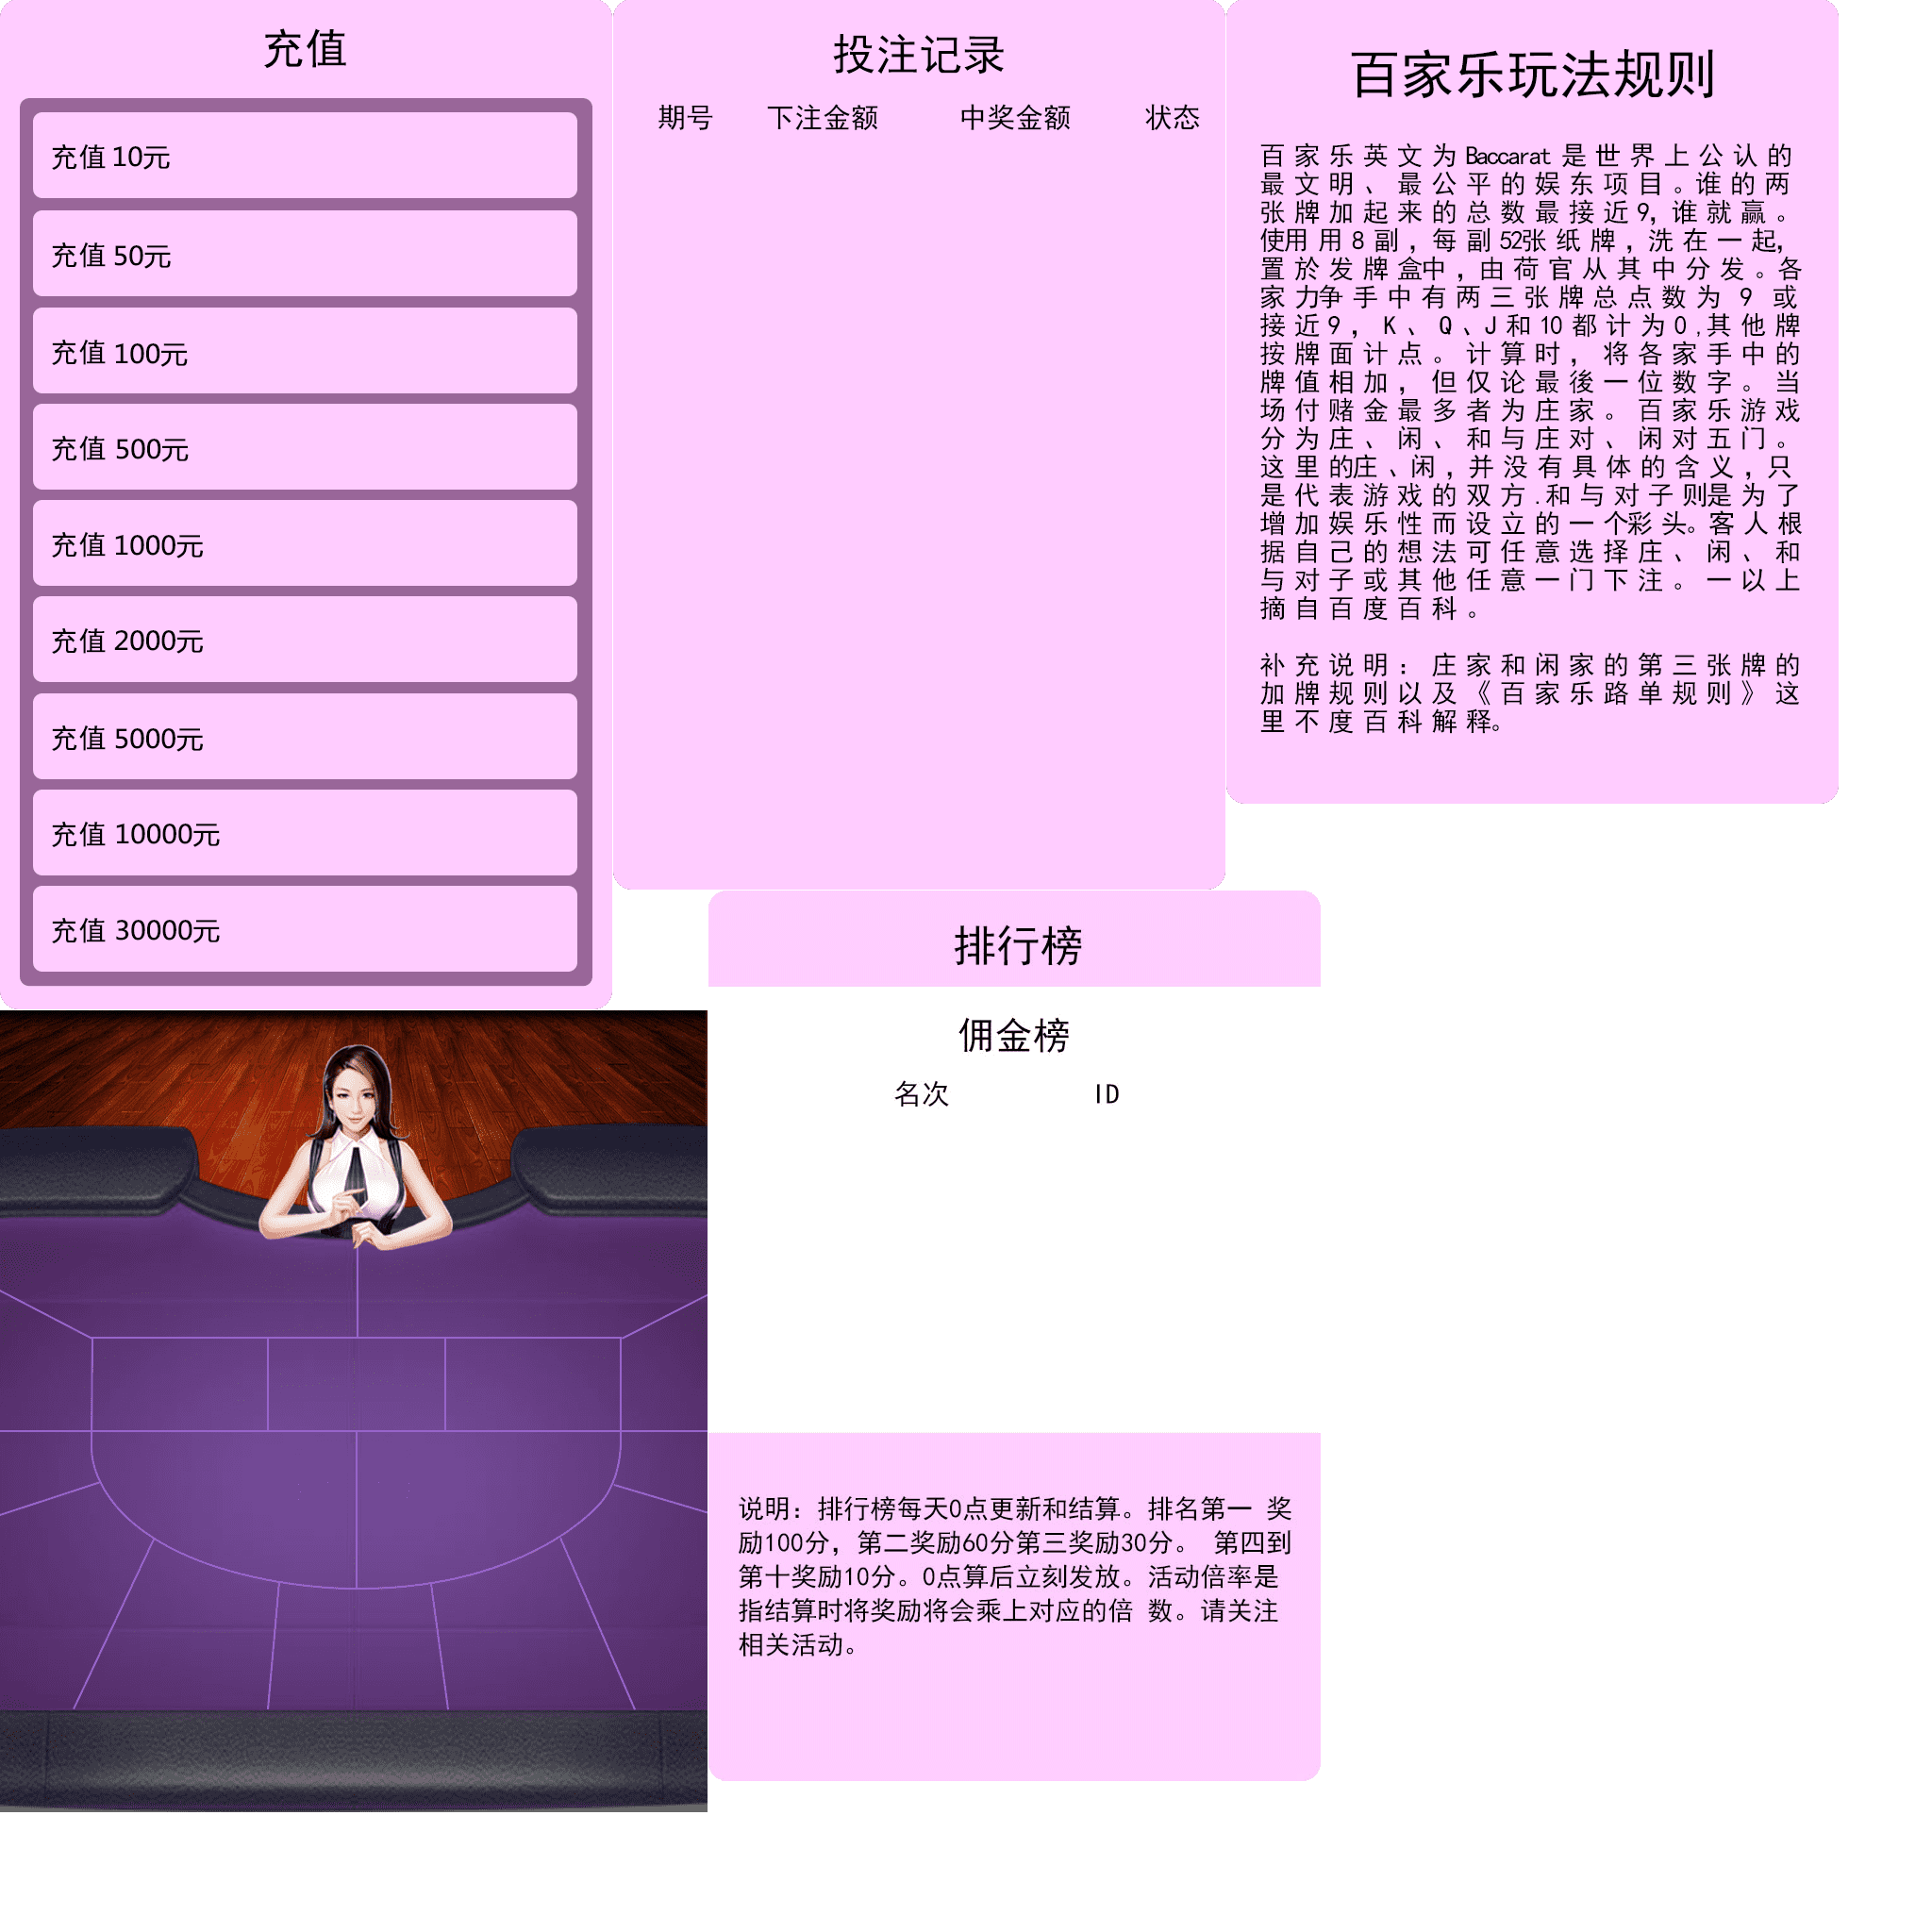 充值
充值 10元
充值 50元
充值 100元
充值 500元
充值 1000元
充值 2000元
充值 5000元
充值 10000元
充值 30000元
投注记录
期号 下注金额 中奖金额 状态
百家乐玩法规则
百家乐英文为Baccarat是世界上公认的
最文明、最公平的娱东项目。谁的两
张牌加起来的总数最接近9，谁就赢。
使用用8副，每副52张纸牌，洗在一起，
置於发牌盒中，由荷官从其中分发。各
家力争手中有两三张牌总点数为 9 或
接近9，K、Q、J和10都计为0,其他牌
按牌面计点。计算时，将各家手中的
牌值相加，但仅论最後一位数字。当
场付赌金最多者为庄家。百家乐游戏
分为庄、闲、和与庄对、闲对五门。
这里的庄、闲，并没有具体的含义，只
是代表游戏的双方.和与对子则是为了
增加娱乐性而设立的一个彩头。客人根
据自己的想法可任意选择庄、闲、和
与对子或其他任意一门下注。一以上
摘自百度百科。
补充说明：庄家和闲家的第三张牌的
加牌规则以及《百家乐路单规则》这
里不度百科解释。
排行榜
佣金榜
名次 ID
说明：排行榜每天0点更新和结算。排名第一 奖
励100分，第二奖励60分第三奖励30分。 第四到
第十奖励10分。0点算后立刻发放。活动倍率是
指结算时将奖励将会乘上对应的倍 数。请关注
相关活动。